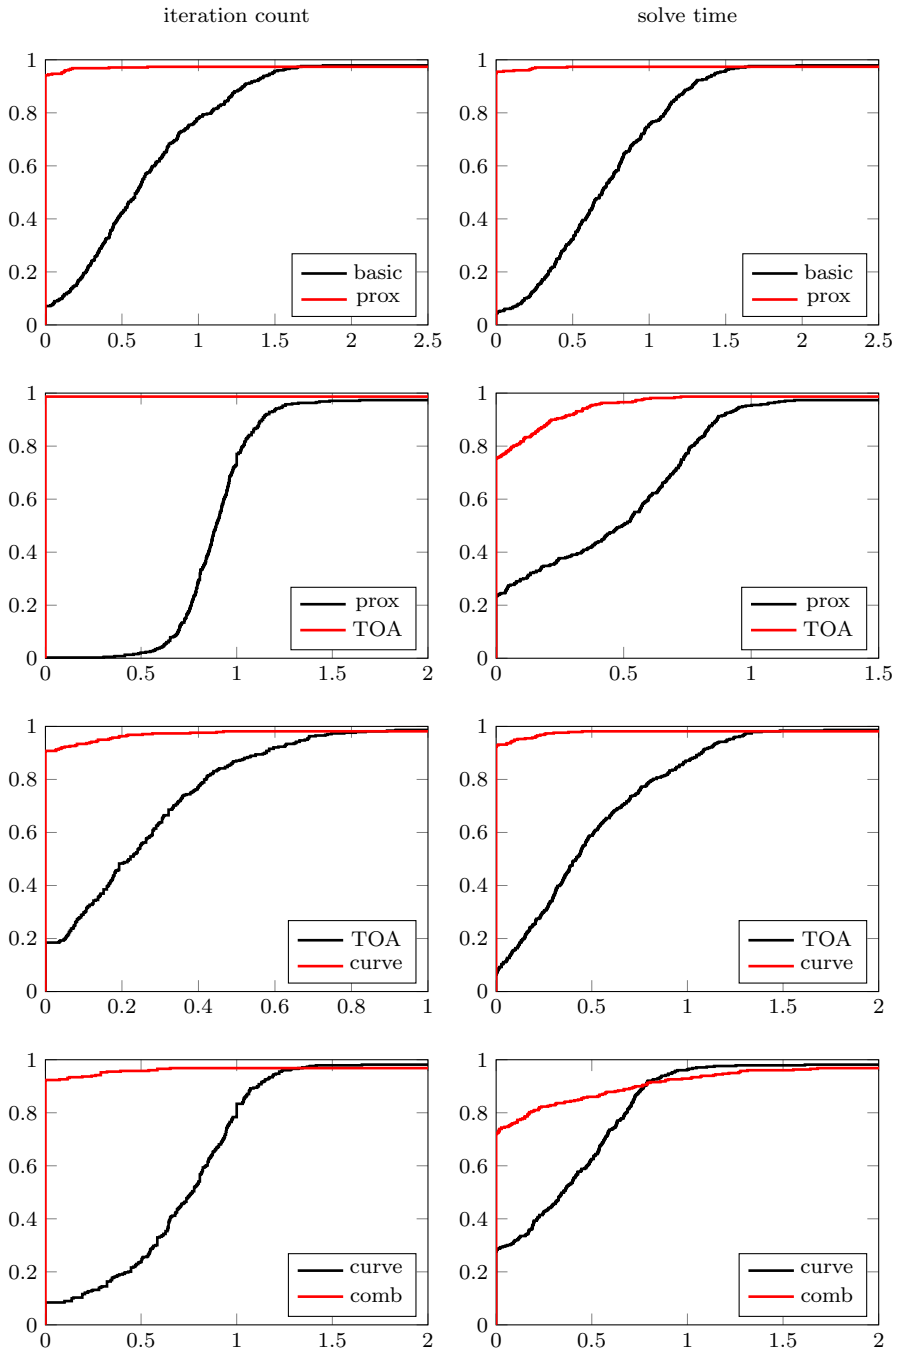 iteration count solve time
1 1
0.8 0.8
0.6 0.6
0.4 0.4
0.2 basic 0.2 basic
prox prox
0 0
0 0.5 1 1.5 2 2.5 0 0.5 1 1.5 2 2.5
1 1
0.8 0.8
0.6 0.6
0.4 0.4
0.2 prox 0.2 prox
TOA TOA
0 0
0 0.5 1 1.5 2 0 0.5 1 1.5
1 1
0.8 0.8
0.6 0.6
0.4 0.4
0.2 TOA 0.2 TOA
curve curve
0 0
0 0.2 0.4 0.6 0.8 1 0 0.5 1 1.5 2
1 1
0.8 0.8
0.6 0.6
0.4 0.4
0.2 curve 0.2 curve
comb comb
0 0
0 0.5 1 1.5 2 0 0.5 1 1.5 2